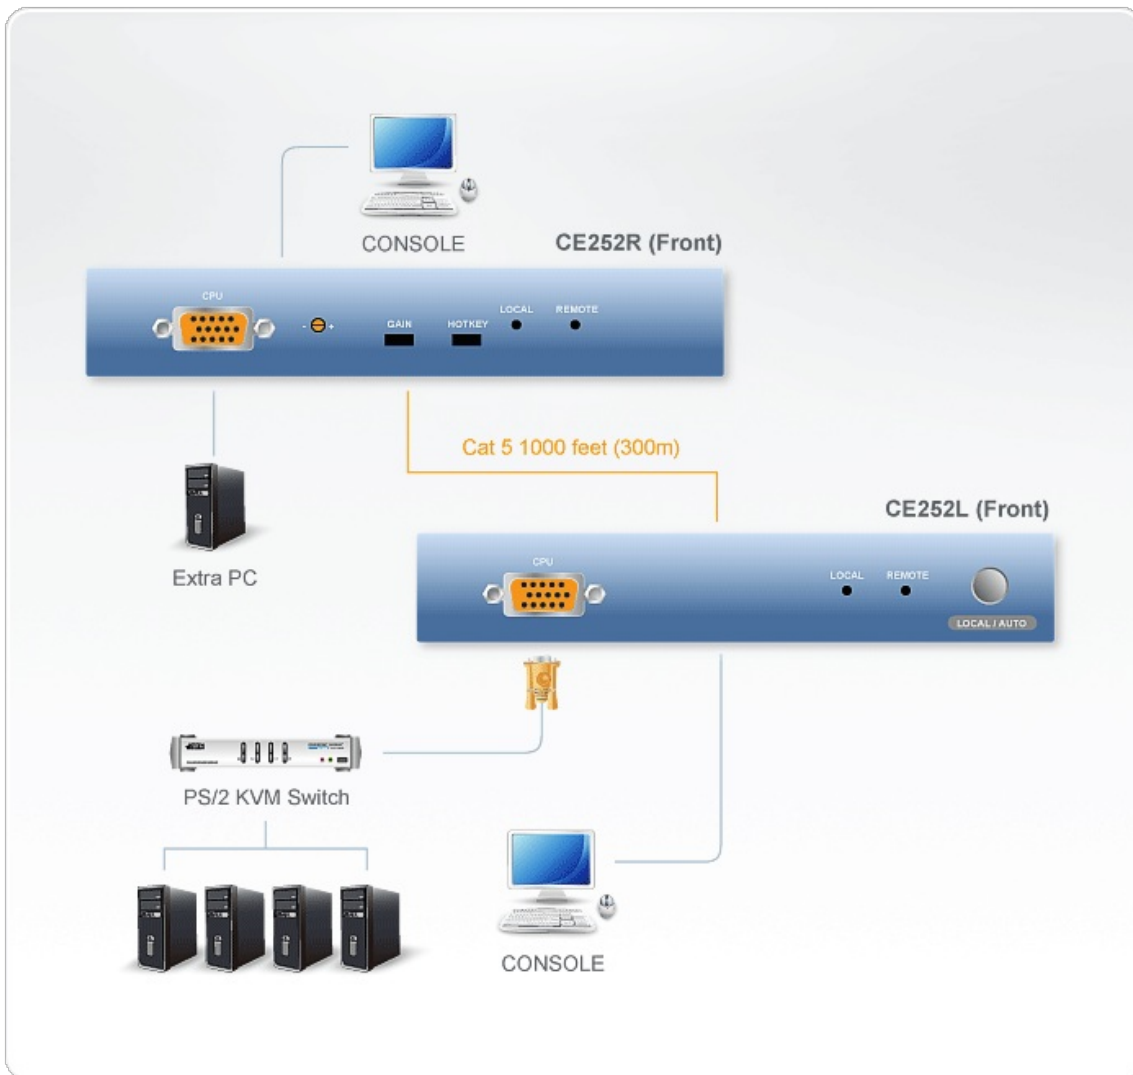 CONSOLE
CE252R (Front)
CPU
- +
GAIN
HOTKEY
LOCAL
REMOTE
Cat 5 1000 feet (300m)
Extra PC
CE252L (Front)
CPU
LOCAL
REMOTE
LOCAL / AUTO
PS/2 KVM Switch
CONSOLE